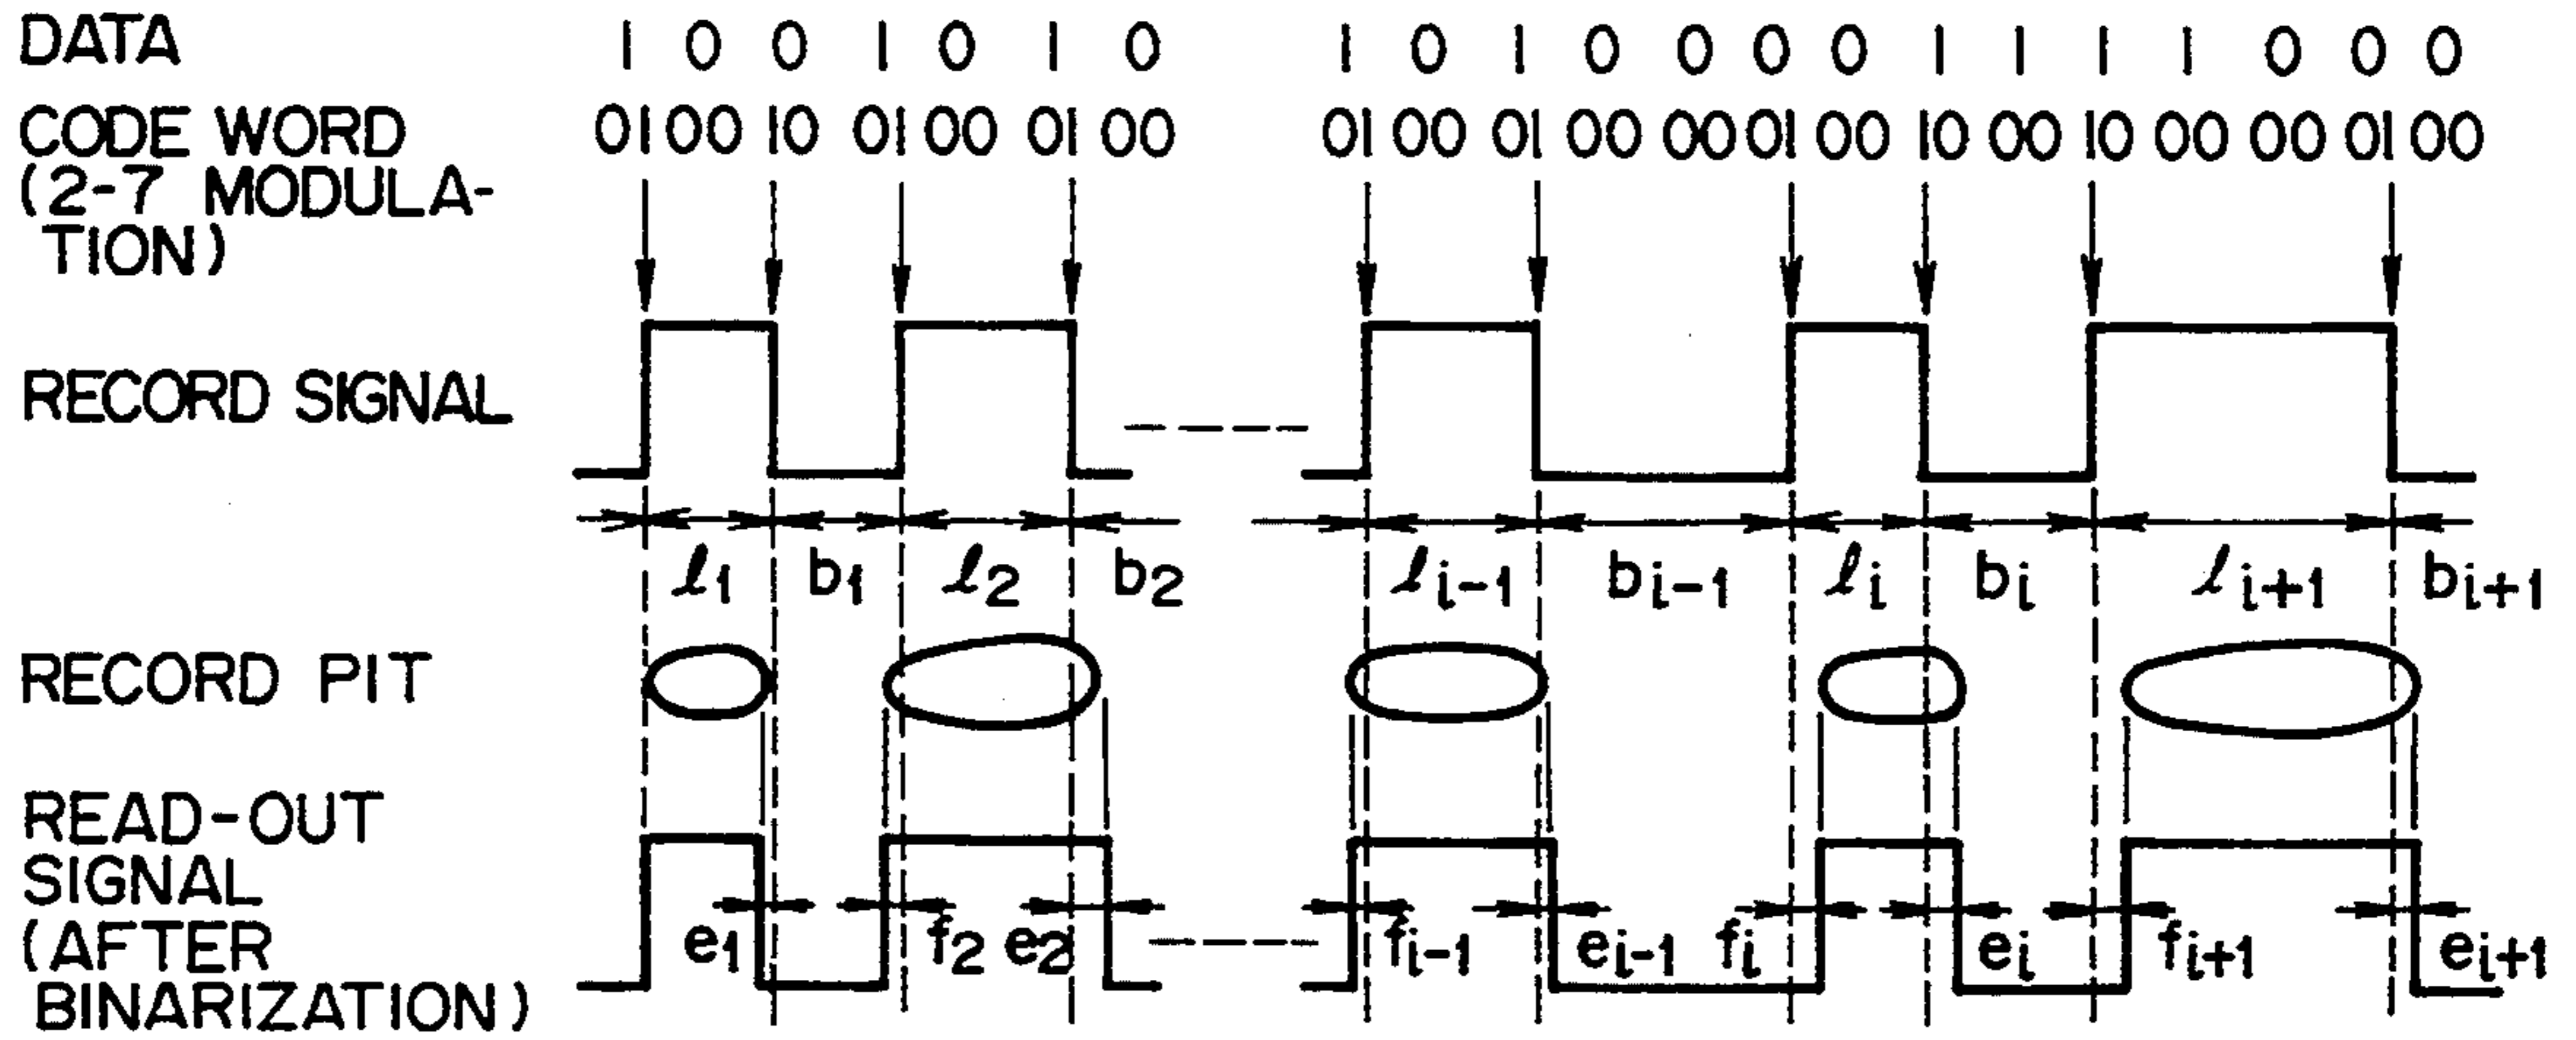 DATA 1 0 0 1 0 1 0 1 0 1 0 0 0 0 1 1 1 1 0 0 0
CODE WORD 01 00 10 01 00 01 00 01 00 01 00 00 01 00 10 00 10 00 00 01 00
(2-7 MODULA-
TION)
RECORD SIGNAL
l1 b1 l2 b2 li-1 bi-1 li bi li+1 bi+1
RECORD PIT
READ-OUT
SIGNAL
(AFTER
BINARIZATION)
e1 f2 e2 fi-1 ei-1 fi ei fi+1 ei+1